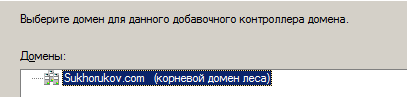 Выберите домен для данного добавочного контроллера домена.
Домены:
Sukhorukov.com (корневой домен леса)